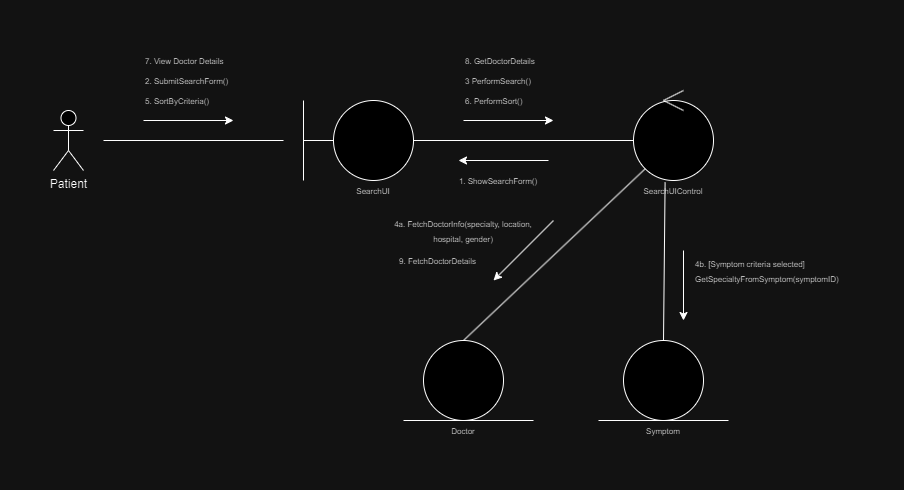 7. View Doctor Details
2. SubmitSearchForm()
5. SortByCriteria()
8. GetDoctorDetails
3 PerformSearch()
6. PerformSort()
Patient
SearchUI
1. ShowSearchForm()
SearchUIControl
4a. FetchDoctorInfo(specialty, location,
hospital, gender)
9. FetchDoctorDetails
4b. [Symptom criteria selected]
GetSpecialtyFromSymptom(symptomID)
Doctor
Symptom